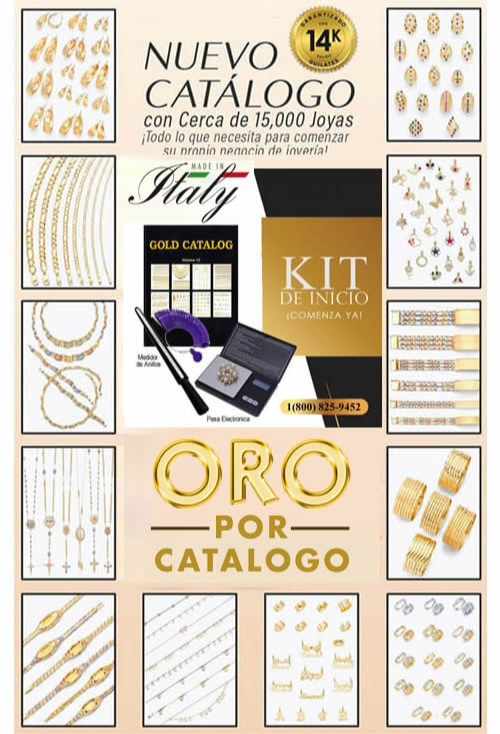 GARANTIZADO
14K
QUILATES
NUEVO
CATÁLOGO
con Cerca de 15,000 Joyas
¡Todo lo que necesita para comenzar
su propio negocio de joyería!
MADE IN
Italy
GOLD CATALOG
KIT
DE INICIO
¡COMENZA YA!
Medidor
de Anillos
Pesa Electronica
1(800) 825-9452
ORO
POR
CATALOGO